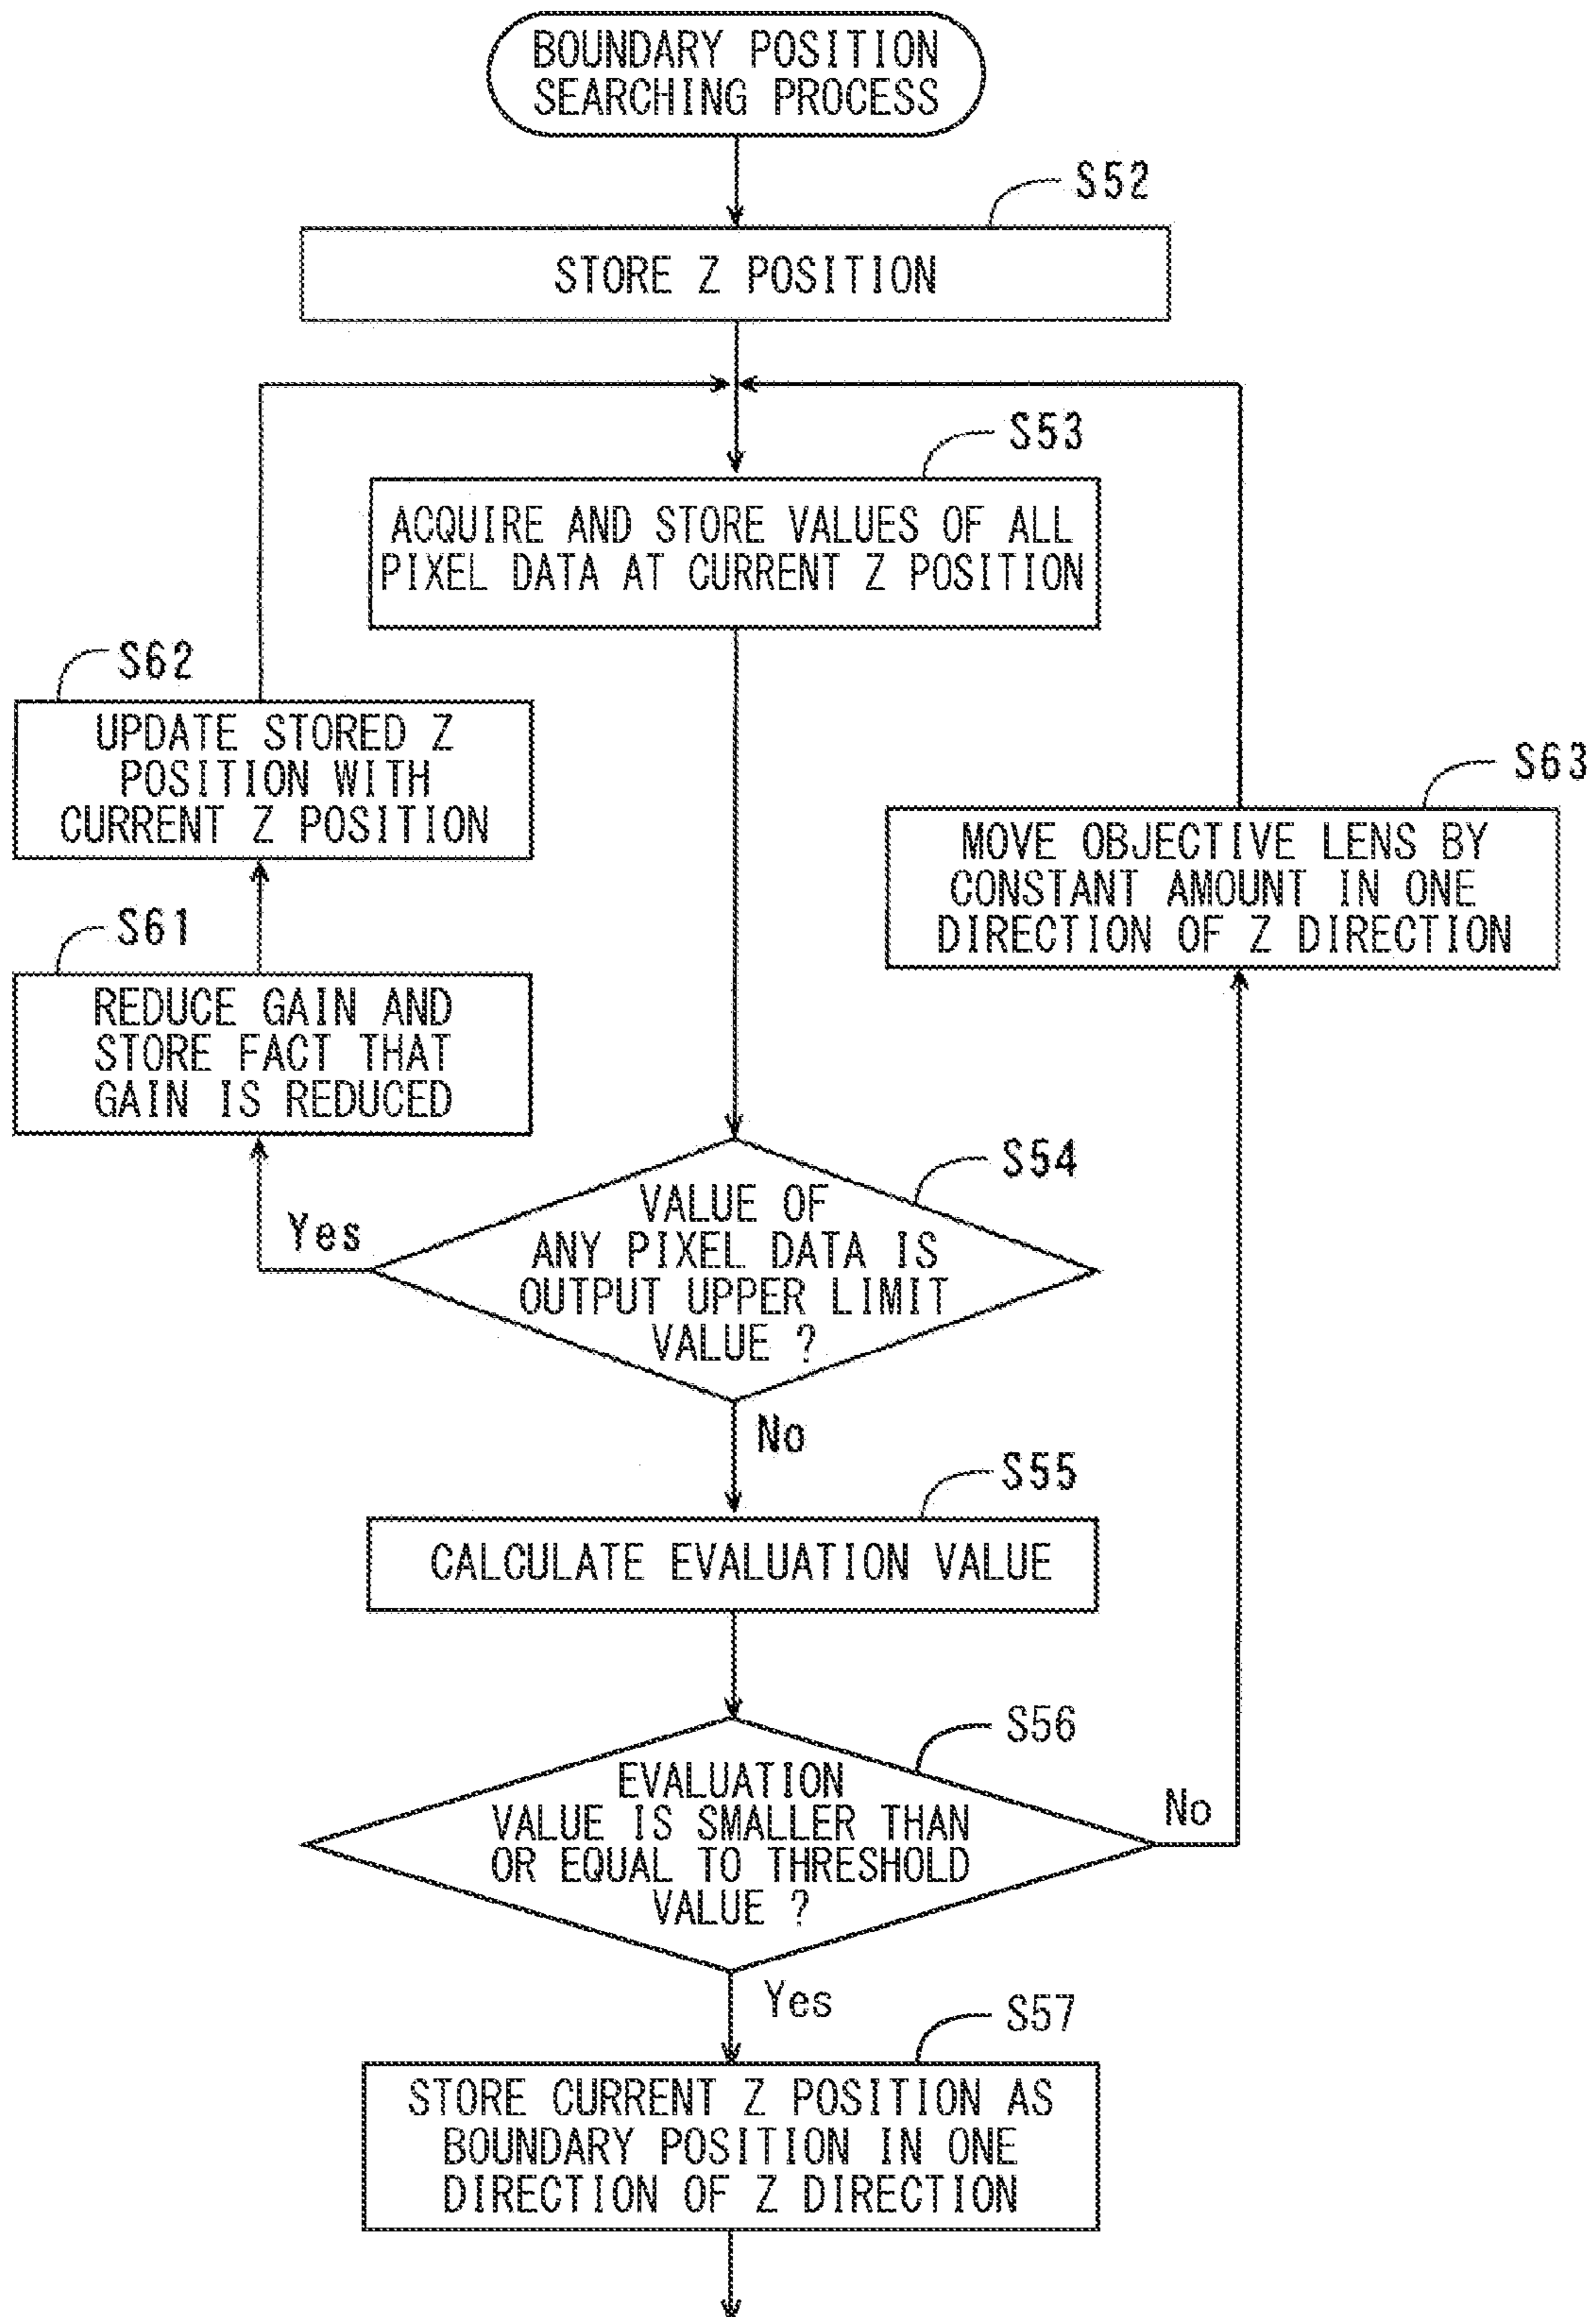 BOUNDARY POSITION
SEARCHING PROCESS
S52
STORE Z POSITION
S53
ACQUIRE AND STORE VALUES OF ALL
PIXEL DATA AT CURRENT Z POSITION
S62
UPDATE STORED Z
POSITION WITH
CURRENT Z POSITION
S63
MOVE OBJECTIVE LENS BY
CONSTANT AMOUNT IN ONE
DIRECTION OF Z DIRECTION
S61
REDUCE GAIN AND
STORE FACT THAT
GAIN IS REDUCED
S54
Yes
VALUE OF
ANY PIXEL DATA IS
OUTPUT UPPER LIMIT
VALUE ?
No
S55
CALCULATE EVALUATION VALUE
S56
EVALUATION
VALUE IS SMALLER THAN
OR EQUAL TO THRESHOLD
VALUE ?
No
Yes
S57
STORE CURRENT Z POSITION AS
BOUNDARY POSITION IN ONE
DIRECTION OF Z DIRECTION